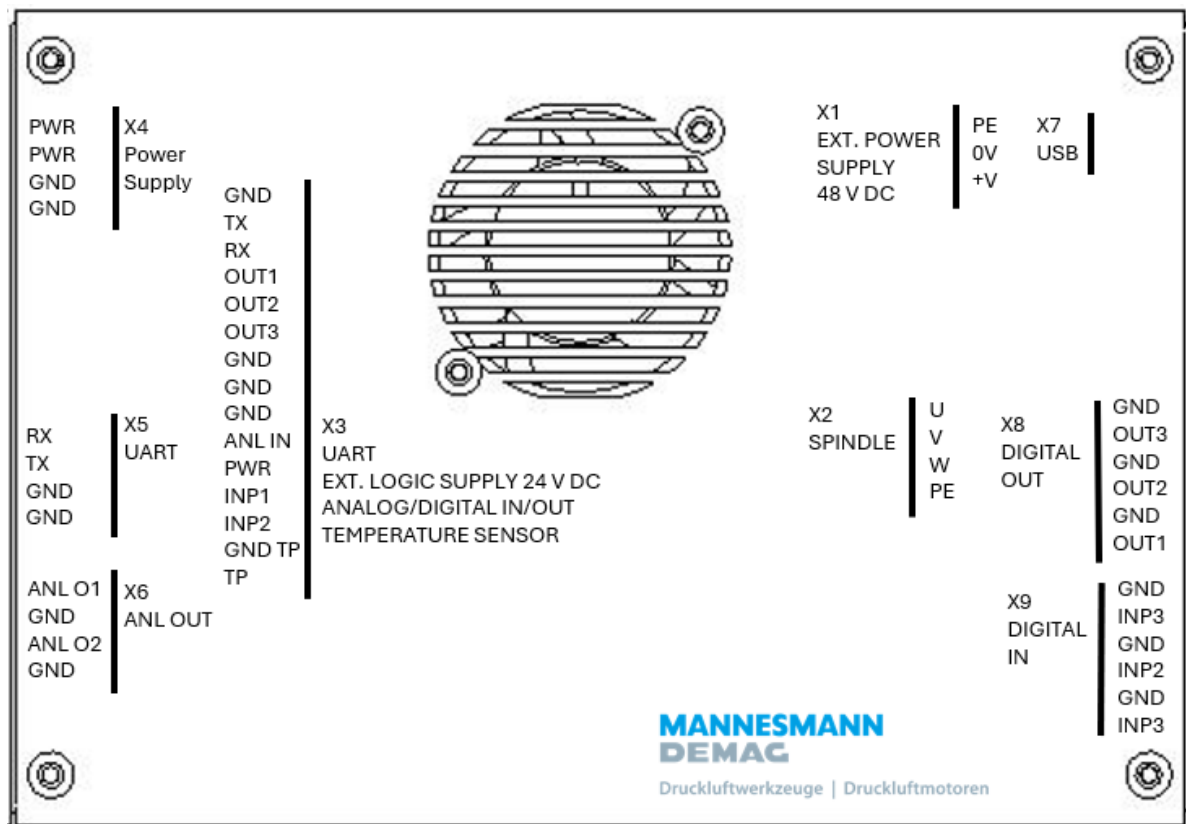 PWR
PWR
GND
GND
X4
Power
Supply
GND
TX
RX
OUT1
OUT2
OUT3
GND
GND
GND
ANL IN
PWR
INP1
INP2
GND TP
TP
X3
UART
EXT. LOGIC SUPPLY 24 V DC
ANALOG/DIGITAL IN/OUT
TEMPERATURE SENSOR
RX
TX
GND
GND
X5
UART
ANL O1
GND
ANL O2
GND
X6
ANL OUT
X1
EXT. POWER
SUPPLY
48 V DC
PE
0V
+V
X7
USB
X2
SPINDLE
U
V
W
PE
X8
DIGITAL
OUT
GND
OUT3
GND
OUT2
GND
OUT1
X9
DIGITAL
IN
GND
INP3
GND
INP2
GND
INP3
MANNESMANN
DEMAG
Druckluftwerkzeuge | Druckluftmotoren